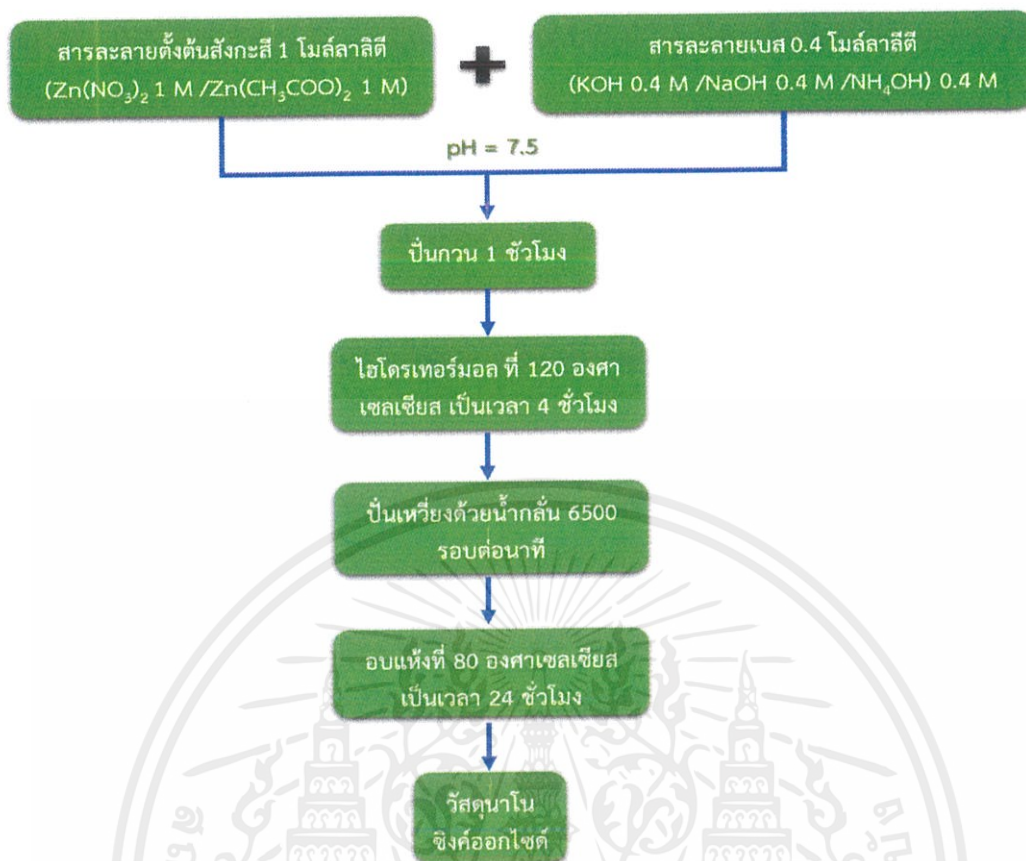 สารละลายตั้งต้นสังกะสี 1 โมล์ลาลิตี
(Zn(NO₃)₂ 1 M /Zn(CH₃COO)₂ 1 M)
+
สารละลายเบส 0.4 โมล์ลาลีตี
(KOH 0.4 M /NaOH 0.4 M /NH₄OH) 0.4 M
pH = 7.5
ปั่นกวน 1 ชั่วโมง
ไฮโดรเทอร์มอล ที่ 120 องศา
เซลเซียส เป็นเวลา 4 ชั่วโมง
ปั่นเหวี่ยงด้วยน้ำกลั่น 6500
รอบต่อนาที
อบแห้งที่ 80 องศาเซลเซียส
เป็นเวลา 24 ชั่วโมง
วัสดุนาโน
ซิงค์ออกไซด์